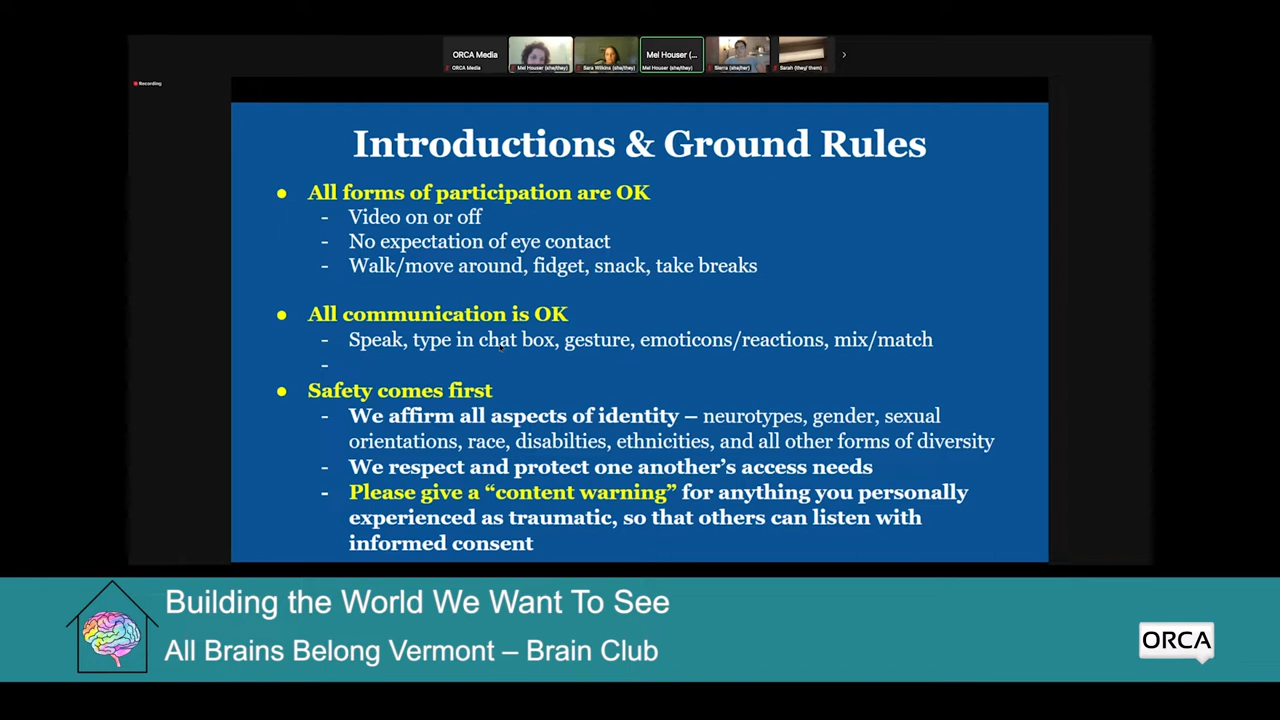 ORCA Media
Mel Houser (...
ORCA Media
Mel Houser (she/they)
Sara Wilkins (she/they)
Mel Houser (she/they)
Sierra (she/her)
Sarah (they/them)
Recording
Introductions & Ground Rules
● All forms of participation are OK
- Video on or off
- No expectation of eye contact
- Walk/move around, fidget, snack, take breaks
● All communication is OK
- Speak, type in chat box, gesture, emoticons/reactions, mix/match
-
● Safety comes first
- We affirm all aspects of identity – neurotypes, gender, sexual
orientations, race, disabilties, ethnicities, and all other forms of diversity
- We respect and protect one another’s access needs
- Please give a “content warning” for anything you personally
experienced as traumatic, so that others can listen with
informed consent
Building the World We Want To See
All Brains Belong Vermont – Brain Club
ORCA